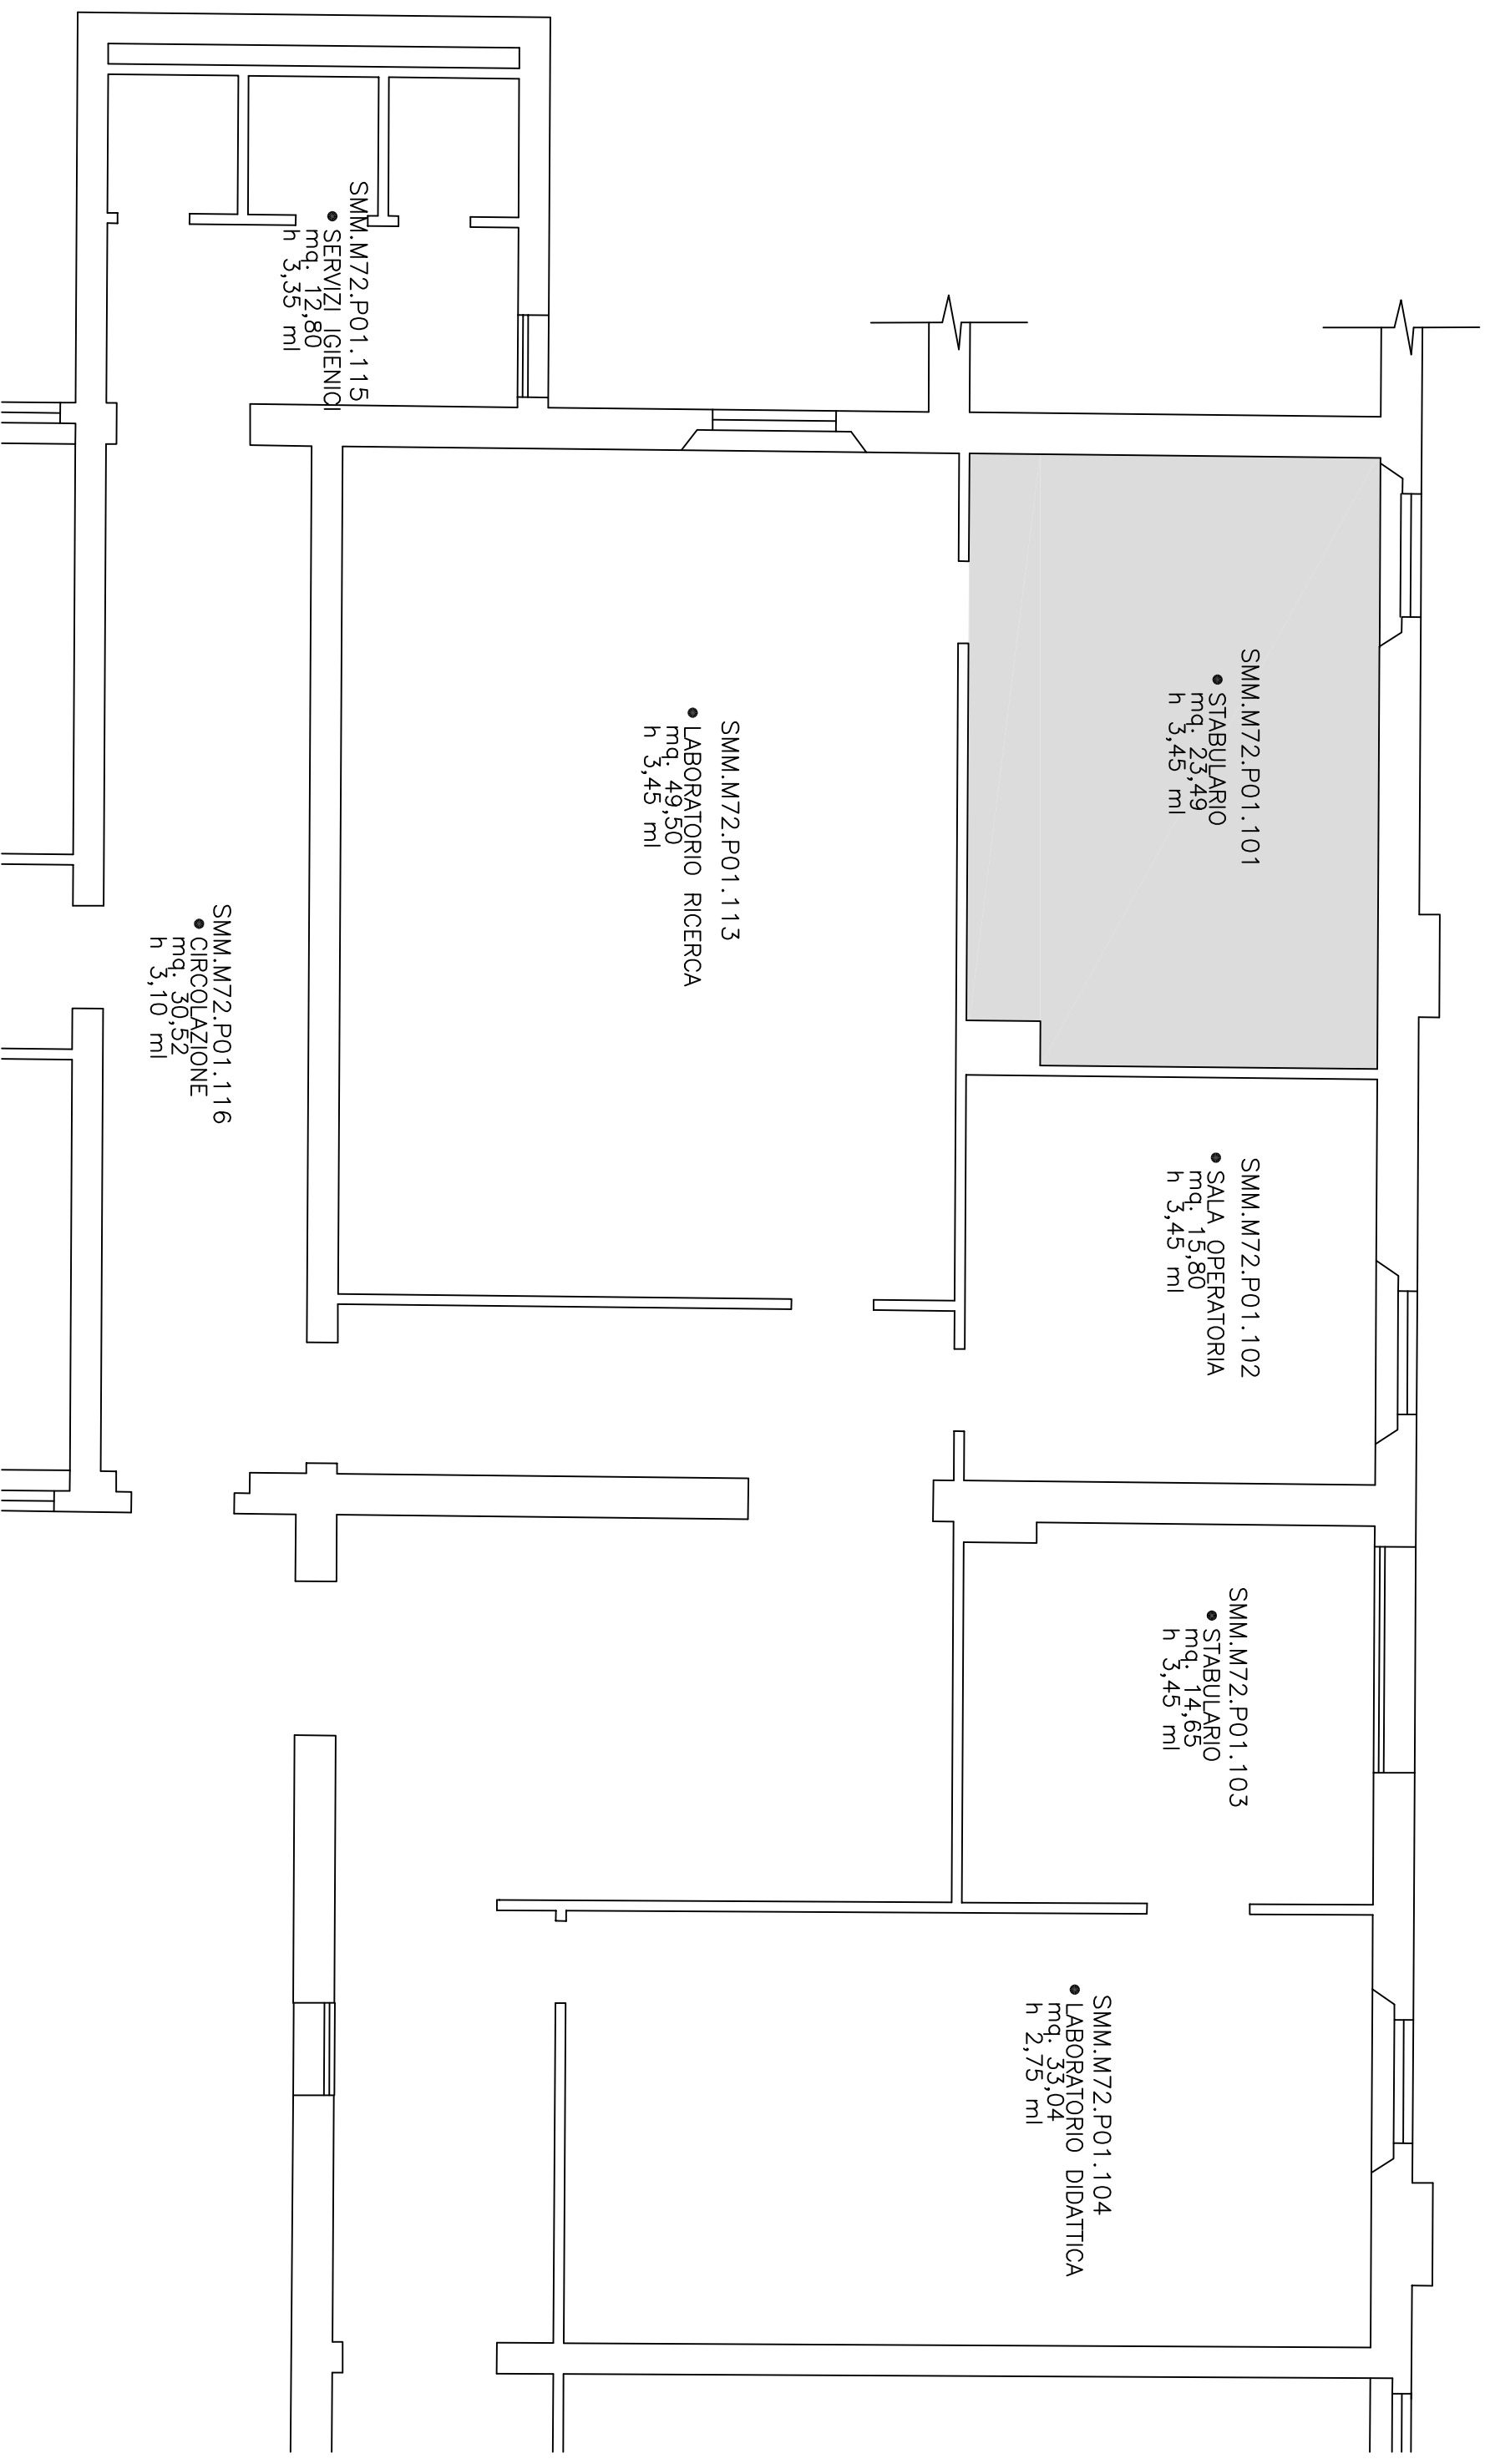 SMM.M72.P01.115
SERVIZI IGIENICI
mq. 12,80
h 3,35 ml
SMM.M72.P01.101
STABULARIO
mq. 23,49
h 3,45 ml
SMM.M72.P01.113
LABORATORIO RICERCA
mq. 49,50
h 3,45 ml
SMM.M72.P01.116
CIRCOLAZIONE
mq. 30,52
h 3,10 ml
SMM.M72.P01.102
SALA OPERATORIA
mq. 15,80
h 3,45 ml
SMM.M72.P01.103
STABULARIO
mq. 14,65
h 3,45 ml
SMM.M72.P01.104
LABORATORIO DIDATTICA
mq. 33,04
h 2,75 ml